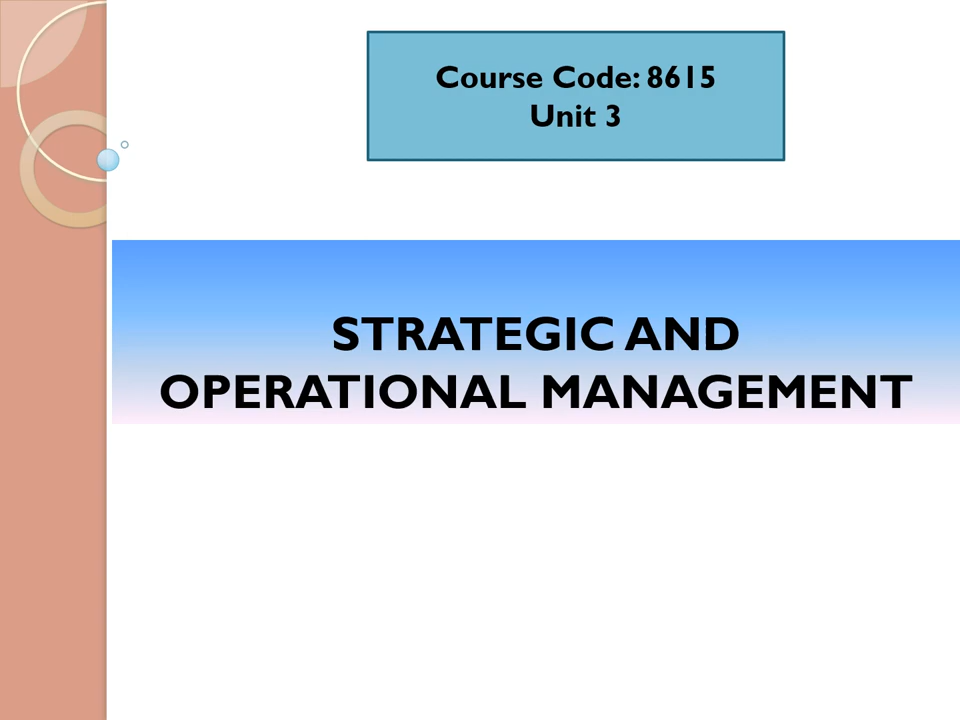 Course Code: 8615
Unit 3
STRATEGIC AND
OPERATIONAL MANAGEMENT